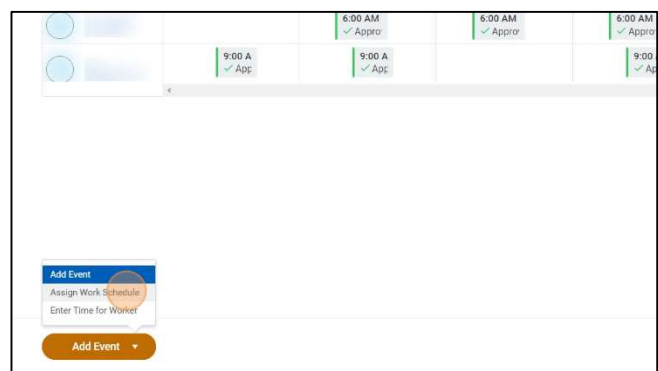 6:00 AM 6:00 AM 6:00 AM
Appro Appro Appro
9:00 A 9:00 A 9:00
App App Ap
Add Event
Assign Work Schedule
Enter Time for Worker
Add Event